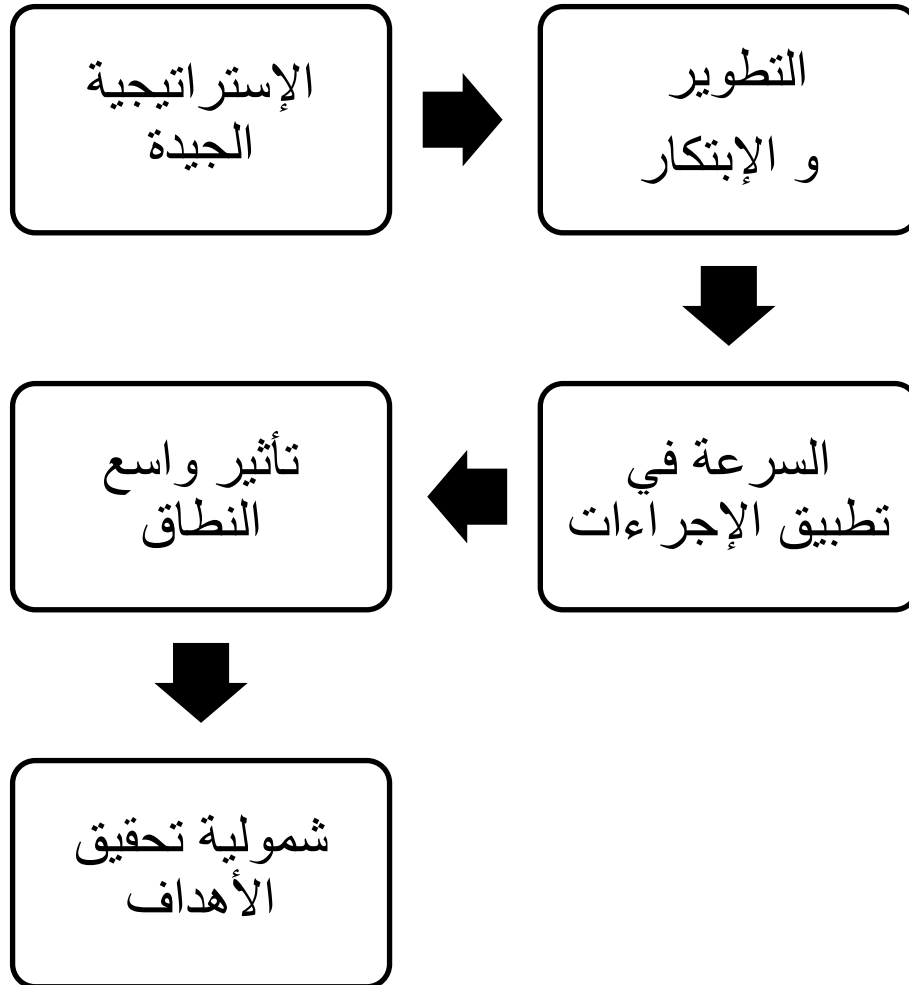 الإستراتيجية
الجيدة
التطوير
و الإبتكار
السرعة في
تطبيق الإجراءات
تأثير واسع
النطاق
شمولية تحقيق
الأهداف